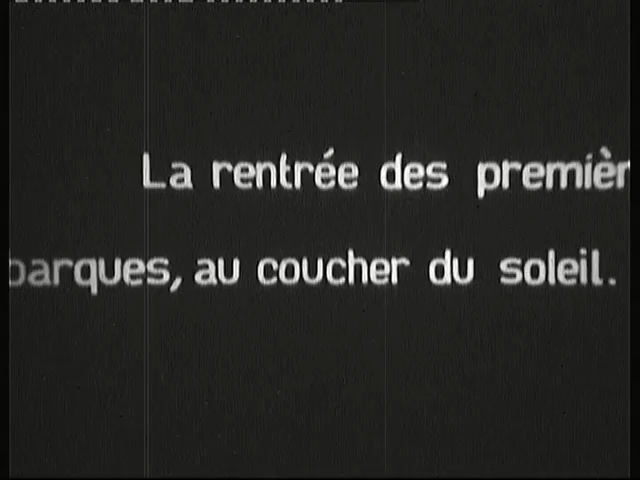 La rentrée des premièr
barques, au coucher du soleil.